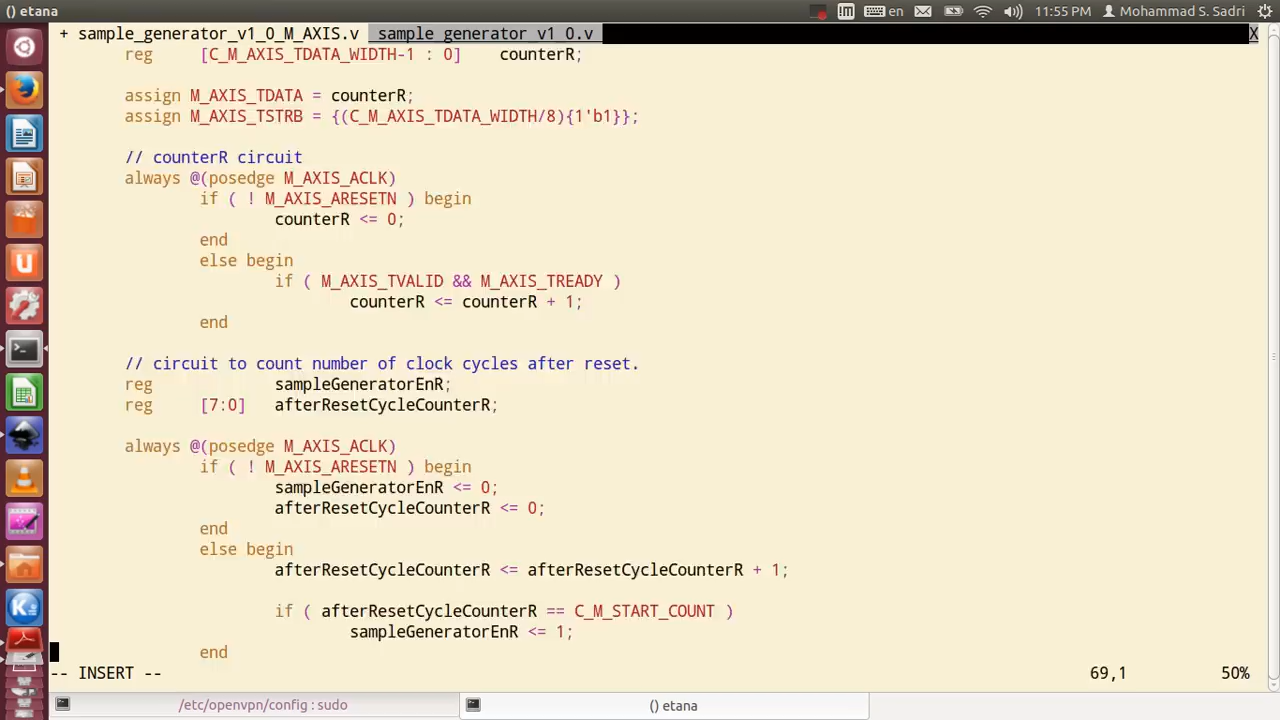 () etana
en
11:55 PM
Mohammad S. Sadri
+ sample_generator_v1_0_M_AXIS.v sample_generator_v1_0.v X
reg [C_M_AXIS_TDATA_WIDTH-1 : 0] counterR;
assign M_AXIS_TDATA = counterR;
assign M_AXIS_TSTRB = {(C_M_AXIS_TDATA_WIDTH/8){1'b1}};
// counterR circuit
always @(posedge M_AXIS_ACLK)
if ( ! M_AXIS_ARESETN ) begin
counterR <= 0;
end
else begin
if ( M_AXIS_TVALID && M_AXIS_TREADY )
counterR <= counterR + 1;
end
// circuit to count number of clock cycles after reset.
reg sampleGeneratorEnR;
reg [7:0] afterResetCycleCounterR;
always @(posedge M_AXIS_ACLK)
if ( ! M_AXIS_ARESETN ) begin
sampleGeneratorEnR <= 0;
afterResetCycleCounterR <= 0;
end
else begin
afterResetCycleCounterR <= afterResetCycleCounterR + 1;
if ( afterResetCycleCounterR == C_M_START_COUNT )
sampleGeneratorEnR <= 1;
end
-- INSERT -- 69,1 50%
/etc/openvpn/config : sudo
() etana